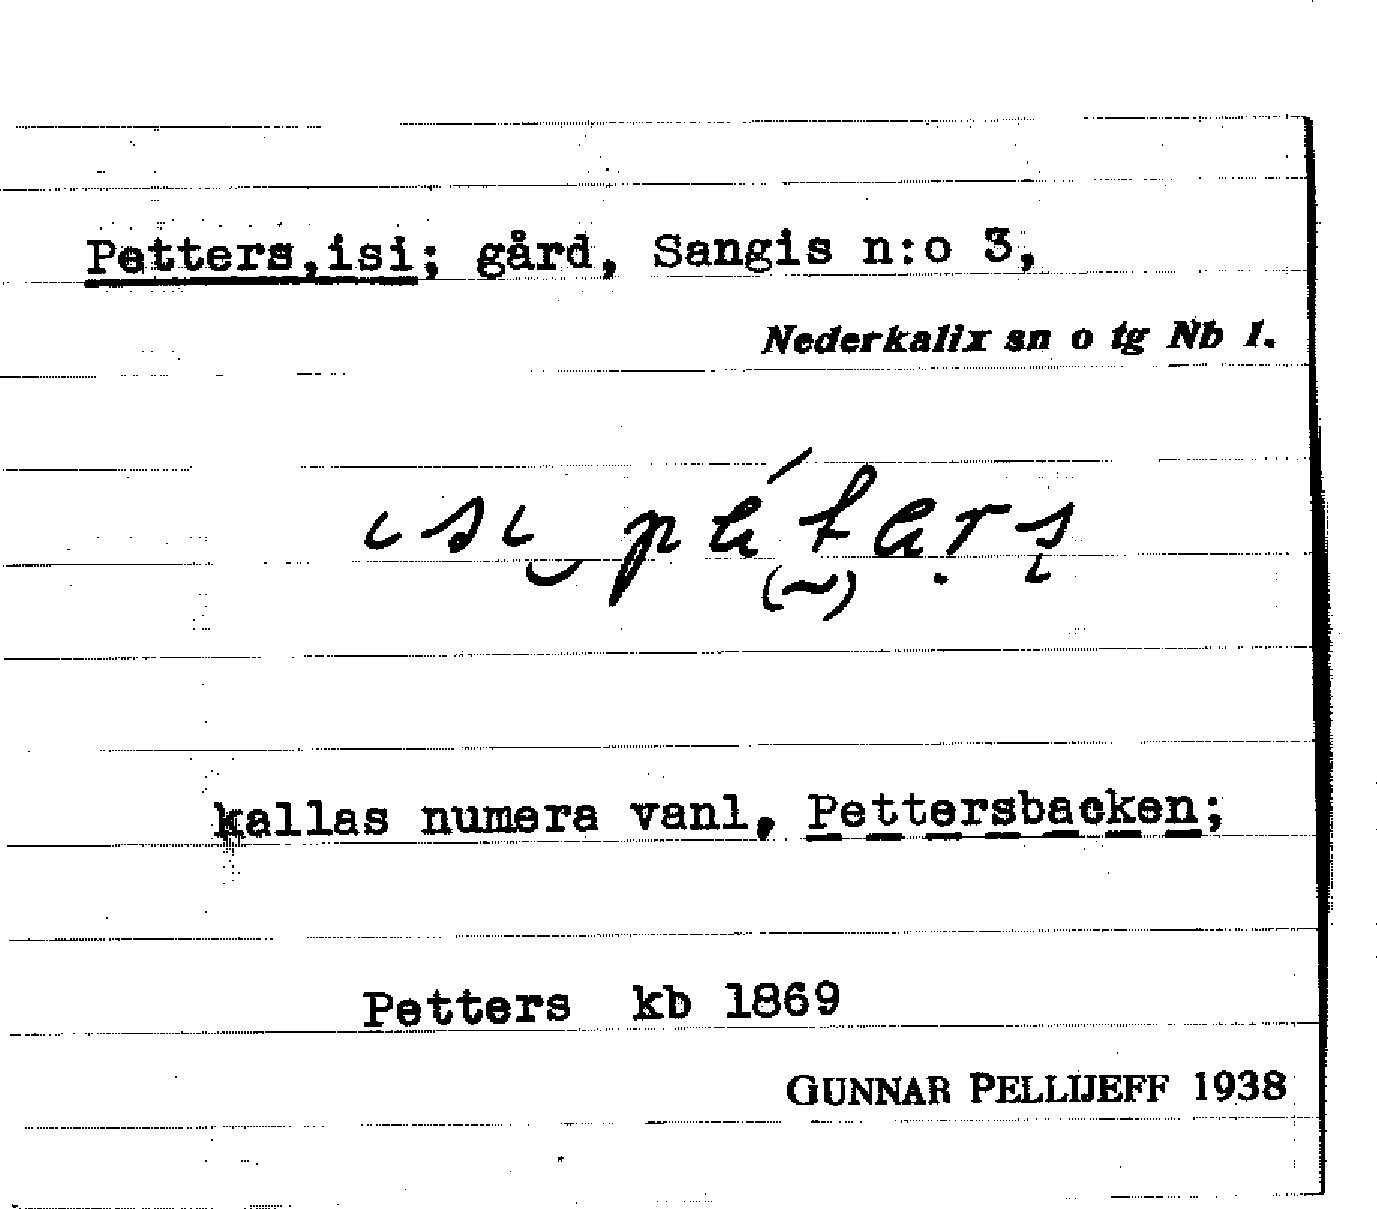 Petters,isi; gård, Sangis n:o 3,
Nederkalix sn o tg Nb l.
kallas numera vanl, Pettersbacken;
Petters kb 1869
GUNNAR PELLIJEFF 1938